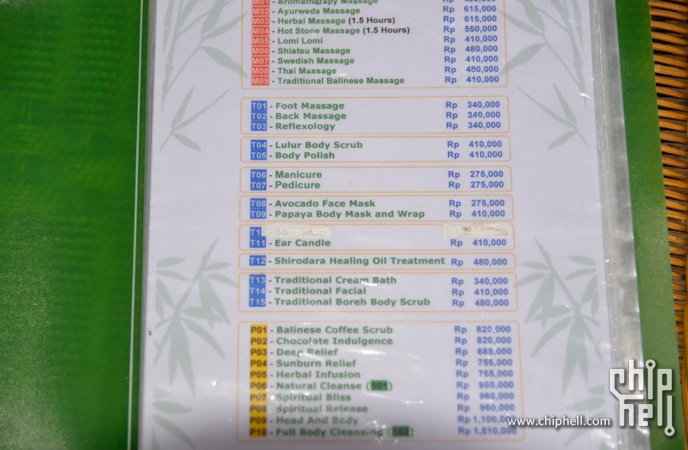 M01 - Aromatherapy Massage
M02 - Ayurweda Massage Rp 615,000
M03 - Herbal Massage (1.5 Hours) Rp 615,000
M04 - Hot Stone Massage (1.5 Hours) Rp 550,000
M05 - Lomi Lomi Rp 410,000
M06 - Shiatsu Massage Rp 480,000
M07 - Swedish Massage Rp 410,000
M08 - Thai Massage Rp 480,000
M09 - Traditional Balinese Massage Rp 410,000
T01 - Foot Massage Rp 340,000
T02 - Back Massage Rp 340,000
T03 - Reflexology Rp 340,000
T04 - Lulur Body Scrub Rp 410,000
T05 - Body Polish Rp 410,000
T06 - Manicure Rp 275,000
T07 - Pedicure Rp 275,000
T08 - Avocado Face Mask Rp 275,000
T09 - Papaya Body Mask and Wrap Rp 410,000
T1
T11 - Ear Candle Rp 410,000
T12 - Shirodara Healing Oil Treatment Rp 480,000
T13 - Traditional Cream Bath Rp 340,000
T14 - Traditional Facial Rp 410,000
T15 - Traditional Boreh Body Scrub Rp 480,000
P01 - Balinese Coffee Scrub Rp 820,000
P02 - Chocolate Indulgence Rp 820,000
P03 - Deep Relief Rp 685,000
P04 - Sunburn Relief Rp 755,000
P05 - Herbal Infusion Rp 755,000
P06 - Natural Cleanse (S01) Rp 960,000
P07 - Spiritual Bliss Rp 960,000
P08 - Spiritual Release Rp 960,000
P09 - Head And Body Rp 1,100,000
P10 - Full Body Cleansing (S02) Rp 1,510,000
chip hell
www.chiphell.com